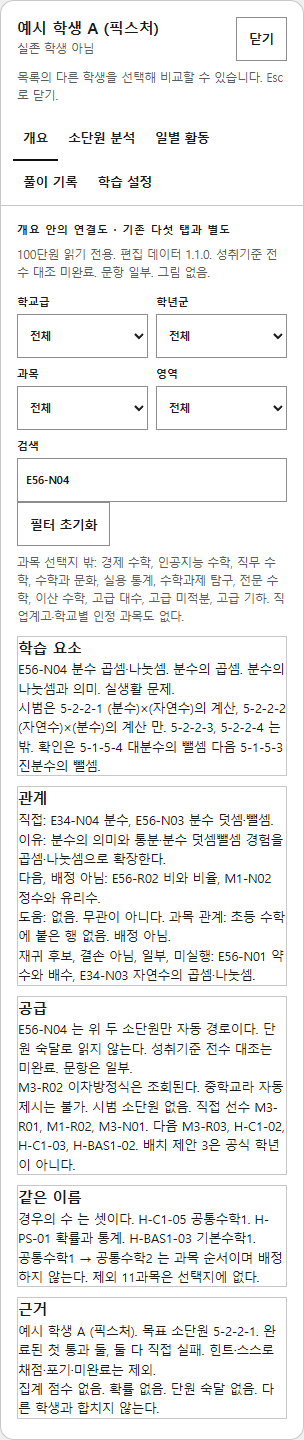 예시 학생 A (픽스처)
실존 학생 아님
닫기
목록의 다른 학생을 선택해 비교할 수 있습니다. Esc
로 닫기.
개요 소단원 분석 일별 활동
풀이 기록 학습 설정
개요 안의 연결도 · 기존 다섯 탭과 별도
100단원 읽기 전용. 편집 데이터 1.1.0. 성취기준 전
수 대조 미완료. 문항 일부. 그림 없음.
학교급 학년군
전체 전체
과목 영역
전체 전체
검색
E56-N04
필터 초기화
과목 선택지 밖: 경제 수학, 인공지능 수학, 직무 수
학, 수학과 문화, 실용 통계, 수학과제 탐구, 전문 수
학, 이산 수학, 고급 대수, 고급 미적분, 고급 기하. 직
업계고·학교별 인정 과목도 없다.
학습 요소
E56-N04 분수 곱셈·나눗셈. 분수의 곱셈. 분수의
나눗셈과 의미. 실생활 문제.
시범은 5-2-2-1 (분수)×(자연수)의 계산, 5-2-2-2
(자연수)×(분수)의 계산 만. 5-2-2-3, 5-2-2-4 는
밖. 확인은 5-1-5-4 대분수의 뺄셈 다음 5-1-5-3
진분수의 뺄셈.
관계
직접: E34-N04 분수, E56-N03 분수 덧셈·뺄셈.
이유: 분수의 의미와 통분·분수 덧셈뺄셈 경험을
곱셈·나눗셈으로 확장한다.
다음, 배정 아님: E56-R02 비와 비율, M1-N02
정수와 유리수.
도움: 없음. 무관이 아니다. 과목 관계: 초등 수학
에 붙은 행 없음. 배정 아님.
재귀 후보, 결손 아님, 일부, 미실행: E56-N01 약
수와 배수, E34-N03 자연수의 곱셈·나눗셈.
공급
E56-N04 는 위 두 소단원만 자동 경로이다. 단
원 숙달로 읽지 않는다. 성취기준 전수 대조는
미완료. 문항은 일부.
M3-R02 이차방정식은 조회된다. 중학교라 자동
제시는 불가. 시범 소단원 없음. 직접 선수 M3-
R01, M1-R02, M3-N01. 다음 M3-R03, H-C1-02,
H-C1-03, H-BAS1-02. 배치 제안 3은 공식 학년
이 아니다.
같은 이름
경우의 수 는 셋이다. H-C1-05 공통수학1. H-
PS-01 확률과 통계. H-BAS1-03 기본수학1.
공통수학1 → 공통수학2 는 과목 순서이며 배정
하지 않는다. 제외 11과목은 선택지에 없다.
근거
예시 학생 A (픽스처). 목표 소단원 5-2-2-1. 완
료된 첫 통과 둘, 둘 다 직접 실패. 힌트·스스로
채점·포기·미완료는 제외.
집계 점수 없음. 확률 없음. 단원 숙달 없음. 다
른 학생과 합치지 않는다.